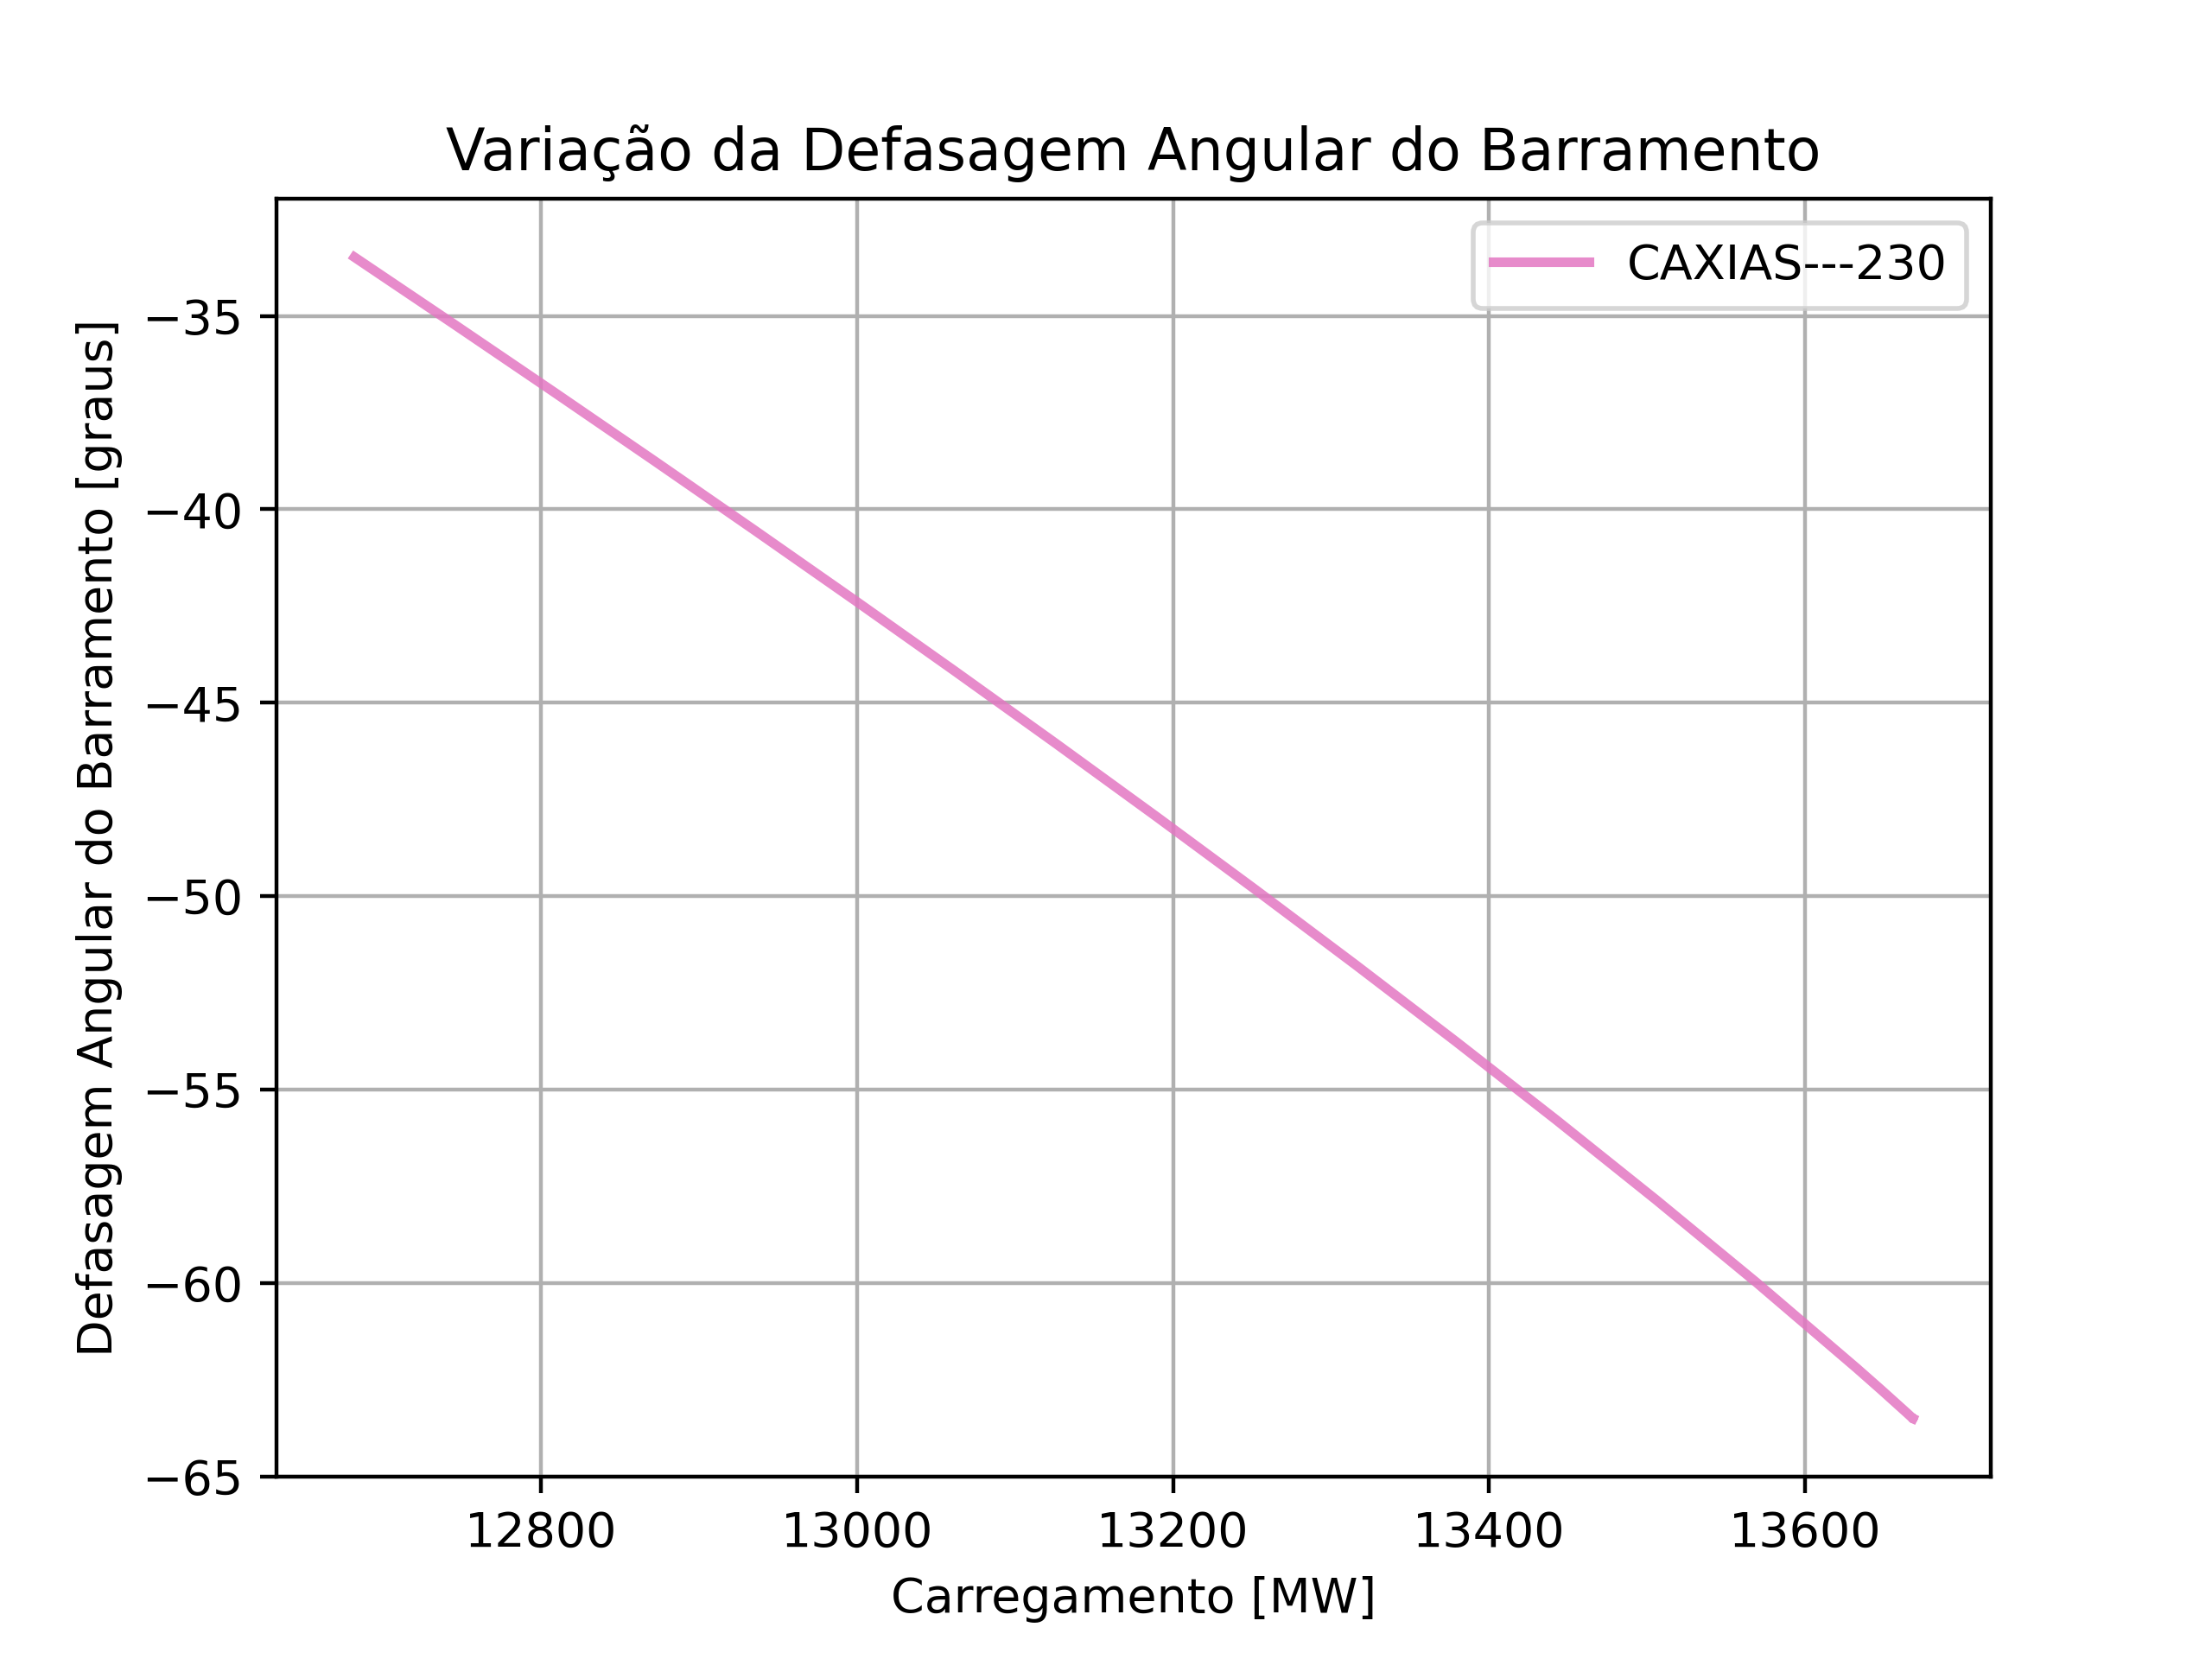 Variação da Defasagem Angular do Barramento
CAXIAS---230
Defasagem Angular do Barramento [graus]
−35
−40
−45
−50
−55
−60
−65
12800 13000 13200 13400 13600
Carregamento [MW]